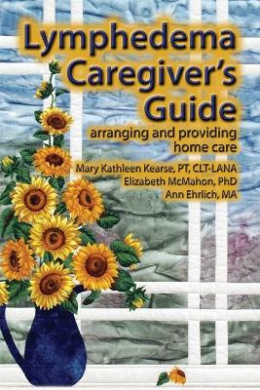 Lymphedema
Caregiver's
Guide
arranging and providing
home care
Mary Kathleen Kearse, PT, CLT-LANA
Elizabeth McMahon, PhD
Ann Ehrlich, MA